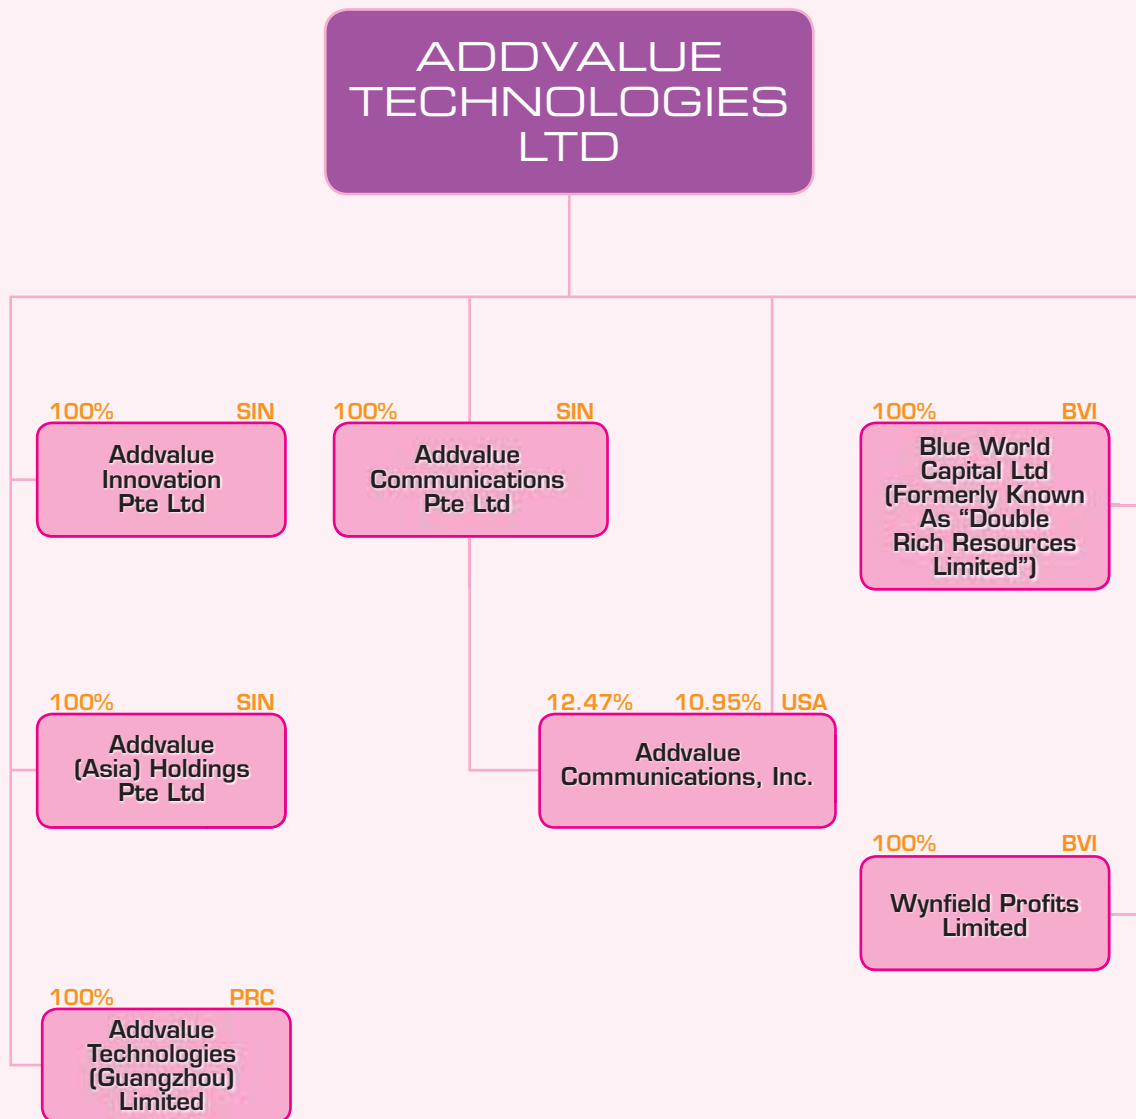 ADDVALUE
TECHNOLOGIES
LTD
100% SIN
Addvalue
Innovation
Pte Ltd
100% SIN
Addvalue
Communications
Pte Ltd
100% BVI
Blue World
Capital Ltd
(Formerly Known
As “Double
Rich Resources
Limited”)
100% SIN
Addvalue
(Asia) Holdings
Pte Ltd
12.47% 10.95% USA
Addvalue
Communications, Inc.
100% BVI
Wynfield Profits
Limited
100% PRC
Addvalue
Technologies
(Guangzhou)
Limited